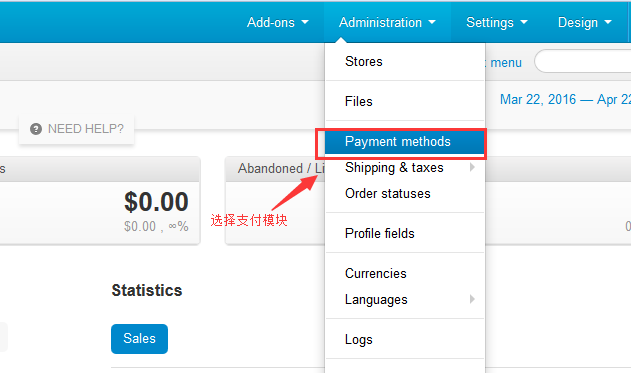 Add-ons Administration Settings Design
Stores
menu
Files
Mar 22, 2016 — Apr 22
NEED HELP?
Payment methods
s
Abandoned / Li
Shipping & taxes
$0.00
Order statuses
选择支付模块
$0.00 , ∞%
0
Profile fields
Currencies
Statistics
Languages
Sales
Logs